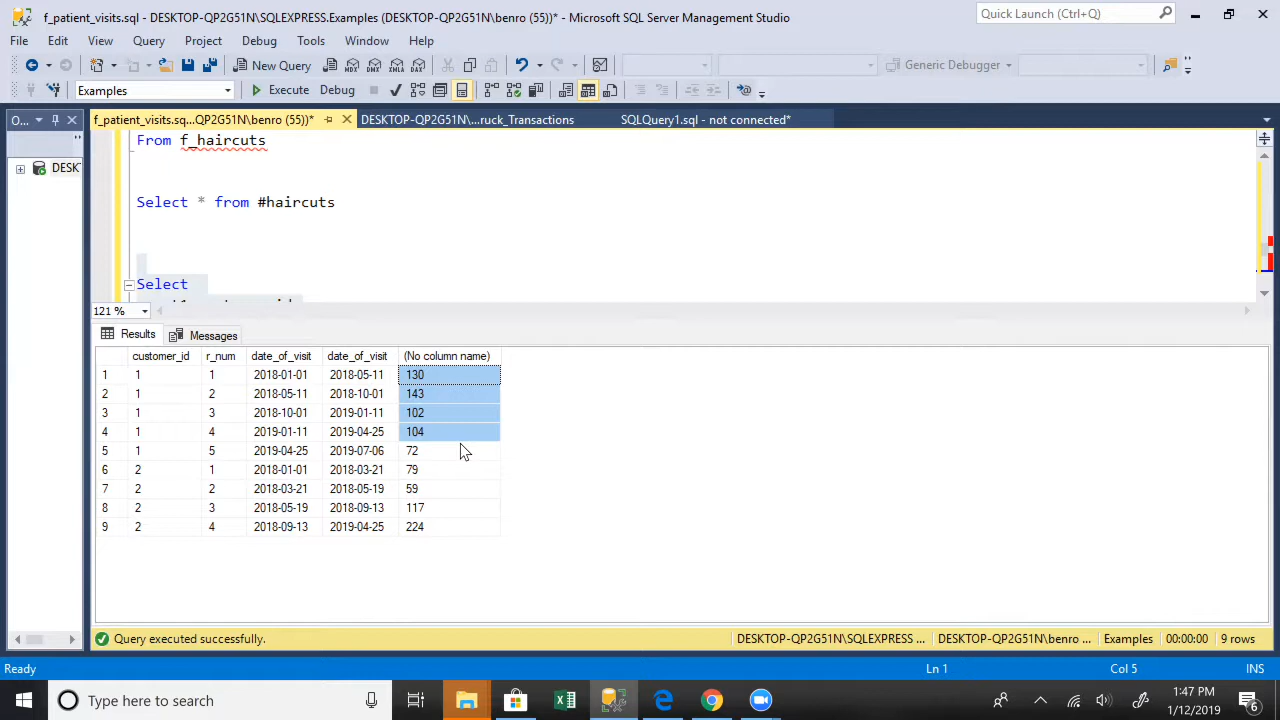 f_patient_visits.sql - DESKTOP-QP2G51N\SQLEXPRESS.Examples (DESKTOP-QP2G51N\benro (55))* - Microsoft SQL Server Management Studio
Quick Launch (Ctrl+Q)
File Edit View Query Project Debug Tools Window Help
New Query
Generic Debugger
Examples
Execute Debug
O...
f_patient_visits.sq...QP2G51N\benro (55))*
DESKTOP-QP2G51N\...ruck_Transactions
SQLQuery1.sql - not connected*
DESK
From f_haircuts
Select * from #haircuts
Select
121 %
Results Messages
customer_id r_num date_of_visit date_of_visit (No column name)
1 1 1 2018-01-01 2018-05-11 130
2 1 2 2018-05-11 2018-10-01 143
3 1 3 2018-10-01 2019-01-11 102
4 1 4 2019-01-11 2019-04-25 104
5 1 5 2019-04-25 2019-07-06 72
6 2 1 2018-01-01 2018-03-21 79
7 2 2 2018-03-21 2018-05-19 59
8 2 3 2018-05-19 2018-09-13 117
9 2 4 2018-09-13 2019-04-25 224
Query executed successfully.
DESKTOP-QP2G51N\SQLEXPRESS ... DESKTOP-QP2G51N\benro ... Examples 00:00:00 9 rows
Ready
Ln 1
Col 5
INS
Type here to search
1:47 PM
1/12/2019
6